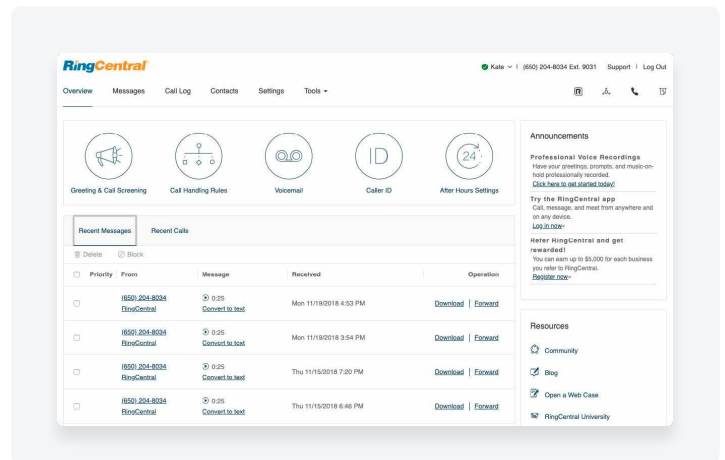 RingCentral
Kate | (650) 204-8034 Ext. 9031 Support | Log Out
Overview Messages Call Log Contacts Settings Tools
ID
24
Greeting & Call Screening Call Handling Rules Voicemail Caller ID After Hours Settings
Recent Messages Recent Calls
Delete Block
Priority From Message Received Operation
(650) 204-8034 0:25
RingCentral Convert to text Mon 11/19/2018 4:53 PM Download | Forward
(650) 204-8034 0:25
RingCentral Convert to text Mon 11/19/2018 3:54 PM Download | Forward
(650) 204-8034 0:25
RingCentral Convert to text Thu 11/15/2018 7:20 PM Download | Forward
(650) 204-8034 0:25
RingCentral Convert to text Thu 11/15/2018 6:46 PM Download | Forward
Announcements
Professional Voice Recordings
Have your greetings, prompts, and music-on-
hold professionally recorded.
Click here to get started today!
Try the RingCentral app
Call, message, and meet from anywhere and
on any device.
Log in now»
Refer RingCentral and get
rewarded!
You can earn up to $5,000 for each business
you refer to RingCentral.
Register now»
Resources
Community
Blog
Open a Web Case
RingCentral University